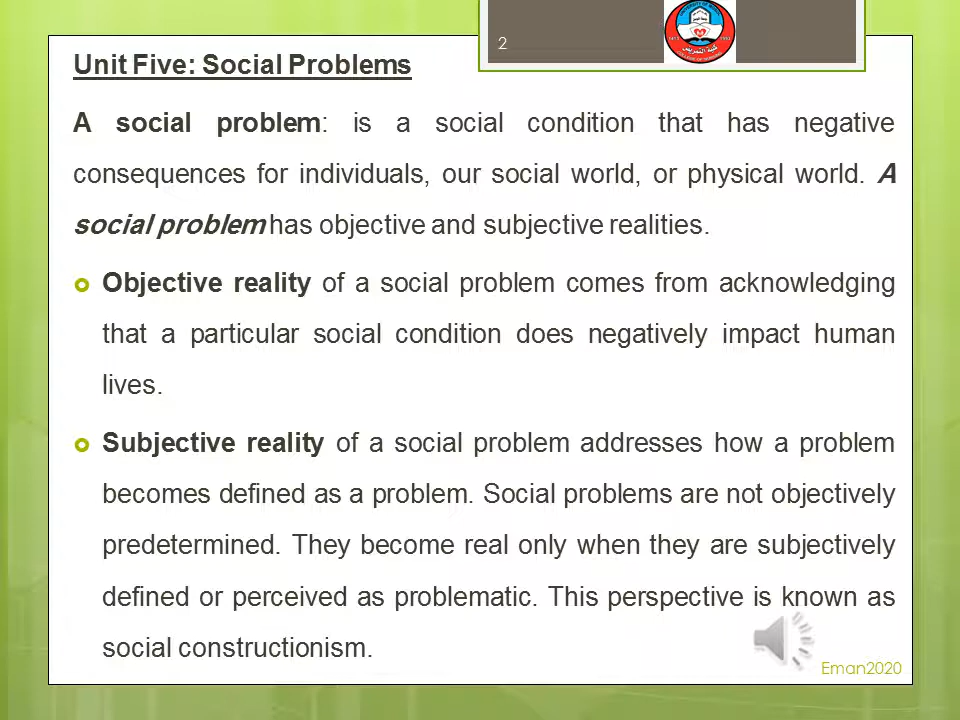 2
Unit Five: Social Problems
A social problem: is a social condition that has negative
consequences for individuals, our social world, or physical world. A
social problem has objective and subjective realities.
Objective reality of a social problem comes from acknowledging
that a particular social condition does negatively impact human
lives.
Subjective reality of a social problem addresses how a problem
becomes defined as a problem. Social problems are not objectively
predetermined. They become real only when they are subjectively
defined or perceived as problematic. This perspective is known as
social constructionism.
Eman2020